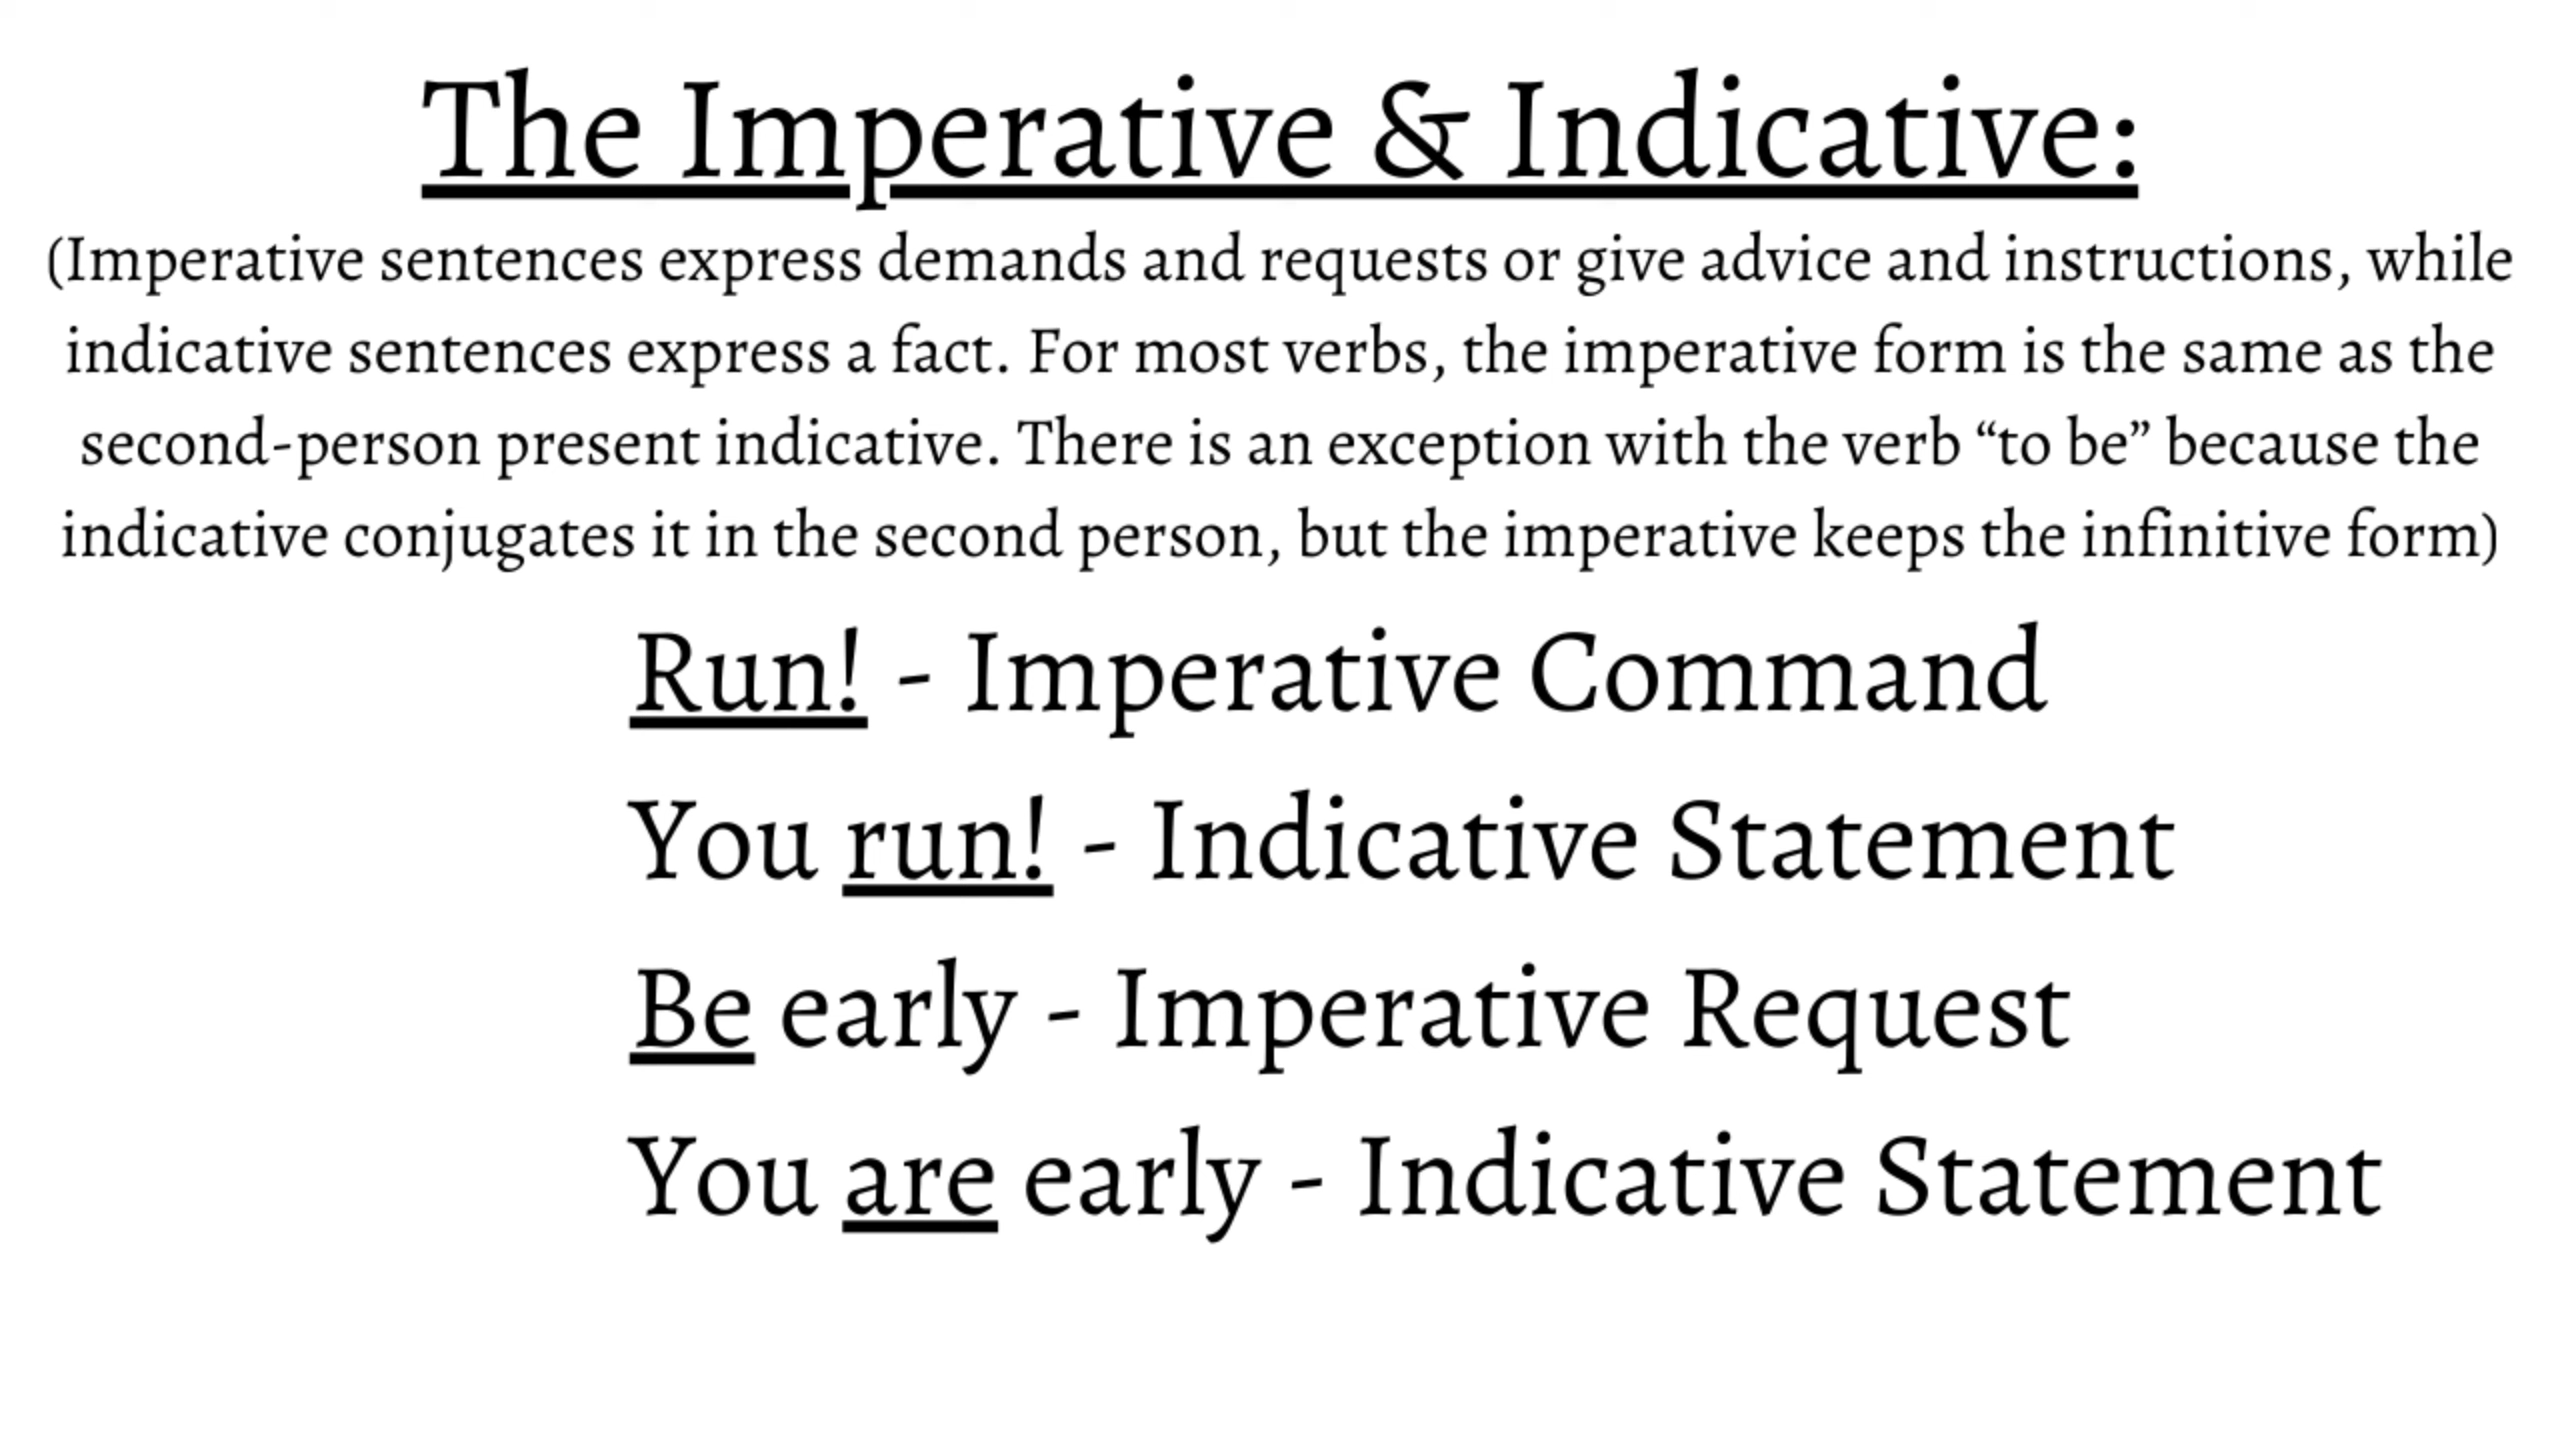 The Imperative & Indicative:
(Imperative sentences express demands and requests or give advice and instructions, while
indicative sentences express a fact. For most verbs, the imperative form is the same as the
second-person present indicative. There is an exception with the verb “to be” because the
indicative conjugates it in the second person, but the imperative keeps the infinitive form)
Run! - Imperative Command
You run! - Indicative Statement
Be early - Imperative Request
You are early - Indicative Statement